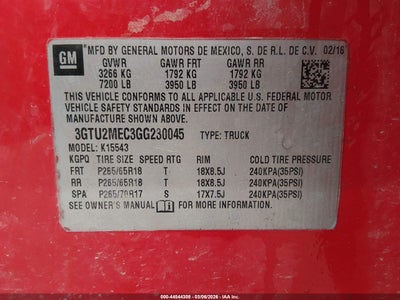 GM
MFD BY GENERAL MOTORS DE MEXICO, S. DE R.L. DE C.V. 02/16
GVWR GAWR FRT GAWR RR
3266 KG 1792 KG 1792 KG
7200 LB 3950 LB 3950 LB
THIS VEHICLE CONFORMS TO ALL APPLICABLE U.S. FEDERAL MOTOR
VEHICLE SAFETY STANDARDS IN EFFECT ON THE DATE OF
MANUFACTURE SHOWN ABOVE.
3GTU2MEC3GG230045 TYPE: TRUCK
MODEL: K15543
KGPQ TIRE SIZE SPEED RTG RIM COLD TIRE PRESSURE
FRT P265/65R18 T 18X8.5J 240KPA(35PSI)
RR P265/65R18 T 18X8.5J 240KPA(35PSI)
SPA P265/70R17 S 17X7.5J 240KPA(35PSI)
SEE OWNER'S MANUAL FOR MORE INFORMATION.
000-44544309 - (03/06/2026 - IAA Inc.